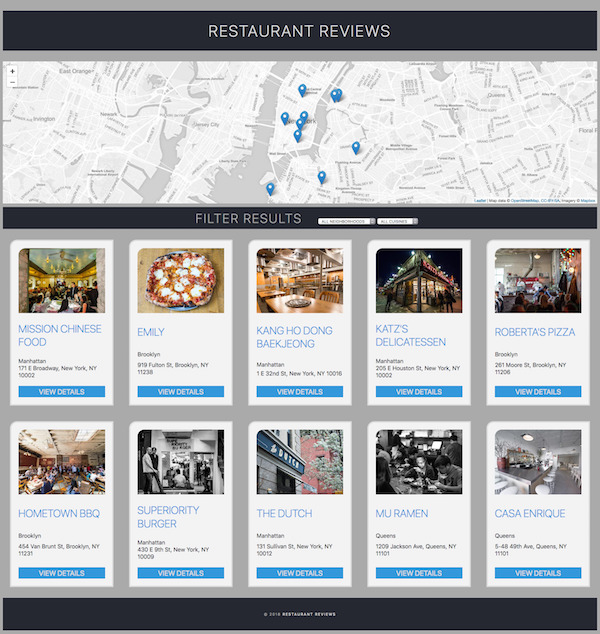 RESTAURANT REVIEWS
+
East Orange
Newark
Irvington
Jersey City
Queens
−
Leaflet | Map data © OpenStreetMap, CC-BY-SA, Imagery © Mapbox
FILTER RESULTS
ALL NEIGHBORHOODS
ALL CUISINES
MISSION CHINESE
FOOD
Manhattan
171 E Broadway, New York, NY
10002
VIEW DETAILS
EMILY
Brooklyn
919 Fulton St, Brooklyn, NY
11238
VIEW DETAILS
KANG HO DONG
BAEKJEONG
Manhattan
1 E 32nd St, New York, NY 10016
VIEW DETAILS
KATZ'S
DELICATESSEN
Manhattan
205 E Houston St, New York, NY
10002
VIEW DETAILS
ROBERTA'S PIZZA
Brooklyn
261 Moore St, Brooklyn, NY
11206
VIEW DETAILS
HOMETOWN BBQ
Brooklyn
454 Van Brunt St, Brooklyn, NY
11231
VIEW DETAILS
SUPERIORITY
BURGER
Manhattan
430 E 9th St, New York, NY
10009
VIEW DETAILS
THE DUTCH
Manhattan
131 Sullivan St, New York, NY
10012
VIEW DETAILS
MU RAMEN
Queens
1209 Jackson Ave, Queens, NY
11101
VIEW DETAILS
CASA ENRIQUE
Queens
5-48 49th Ave, Queens, NY
11101
VIEW DETAILS
© 2018 RESTAURANT REVIEWS